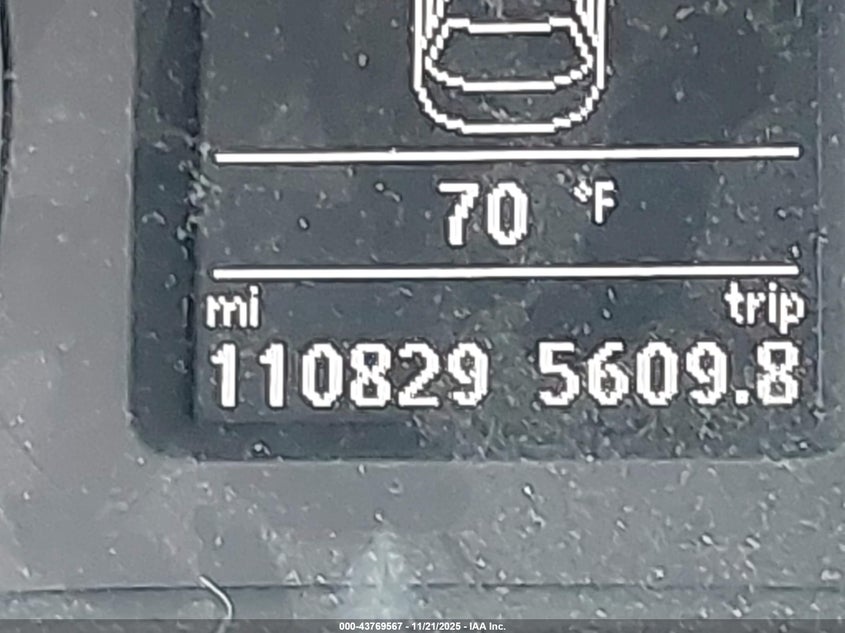 70 °F
mi trip
110829 5609.8
000-43769567 - 11/21/2025 - IAA Inc.